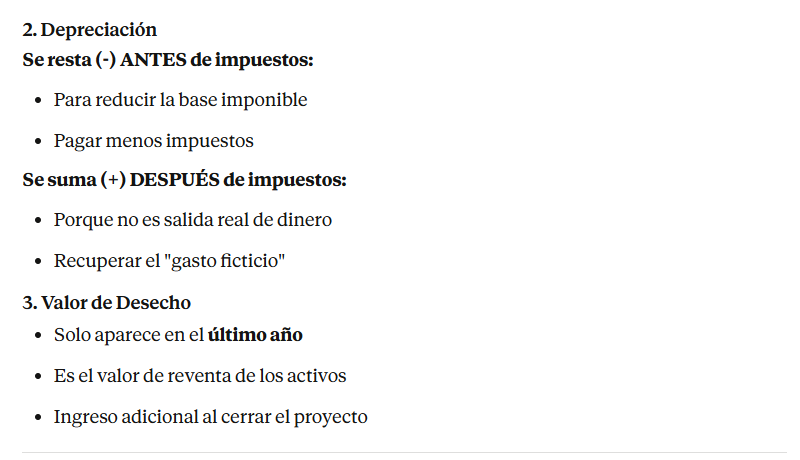 2. Depreciación
Se resta (-) ANTES de impuestos:
• Para reducir la base imponible
• Pagar menos impuestos
Se suma (+) DESPUÉS de impuestos:
• Porque no es salida real de dinero
• Recuperar el "gasto ficticio"
3. Valor de Desecho
• Solo aparece en el último año
• Es el valor de reventa de los activos
• Ingreso adicional al cerrar el proyecto